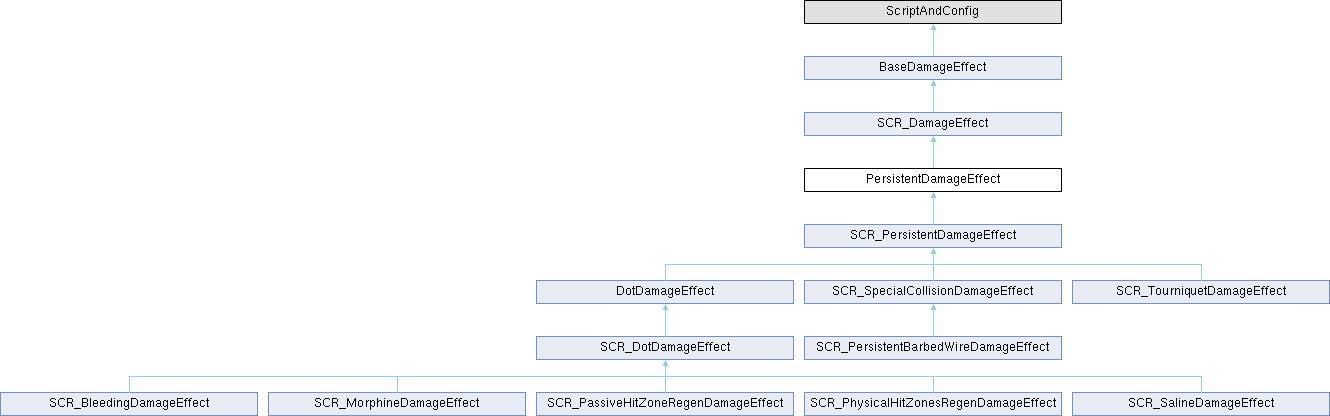 ScriptAndConfig
BaseDamageEffect
SCR_DamageEffect
PersistentDamageEffect
SCR_PersistentDamageEffect
DotDamageEffect
SCR_SpecialCollisionDamageEffect
SCR_TourniquetDamageEffect
SCR_DotDamageEffect
SCR_PersistentBarbedWireDamageEffect
SCR_BleedingDamageEffect
SCR_MorphineDamageEffect
SCR_PassiveHitZoneRegenDamageEffect
SCR_PhysicalHitZonesRegenDamageEffect
SCR_SalineDamageEffect